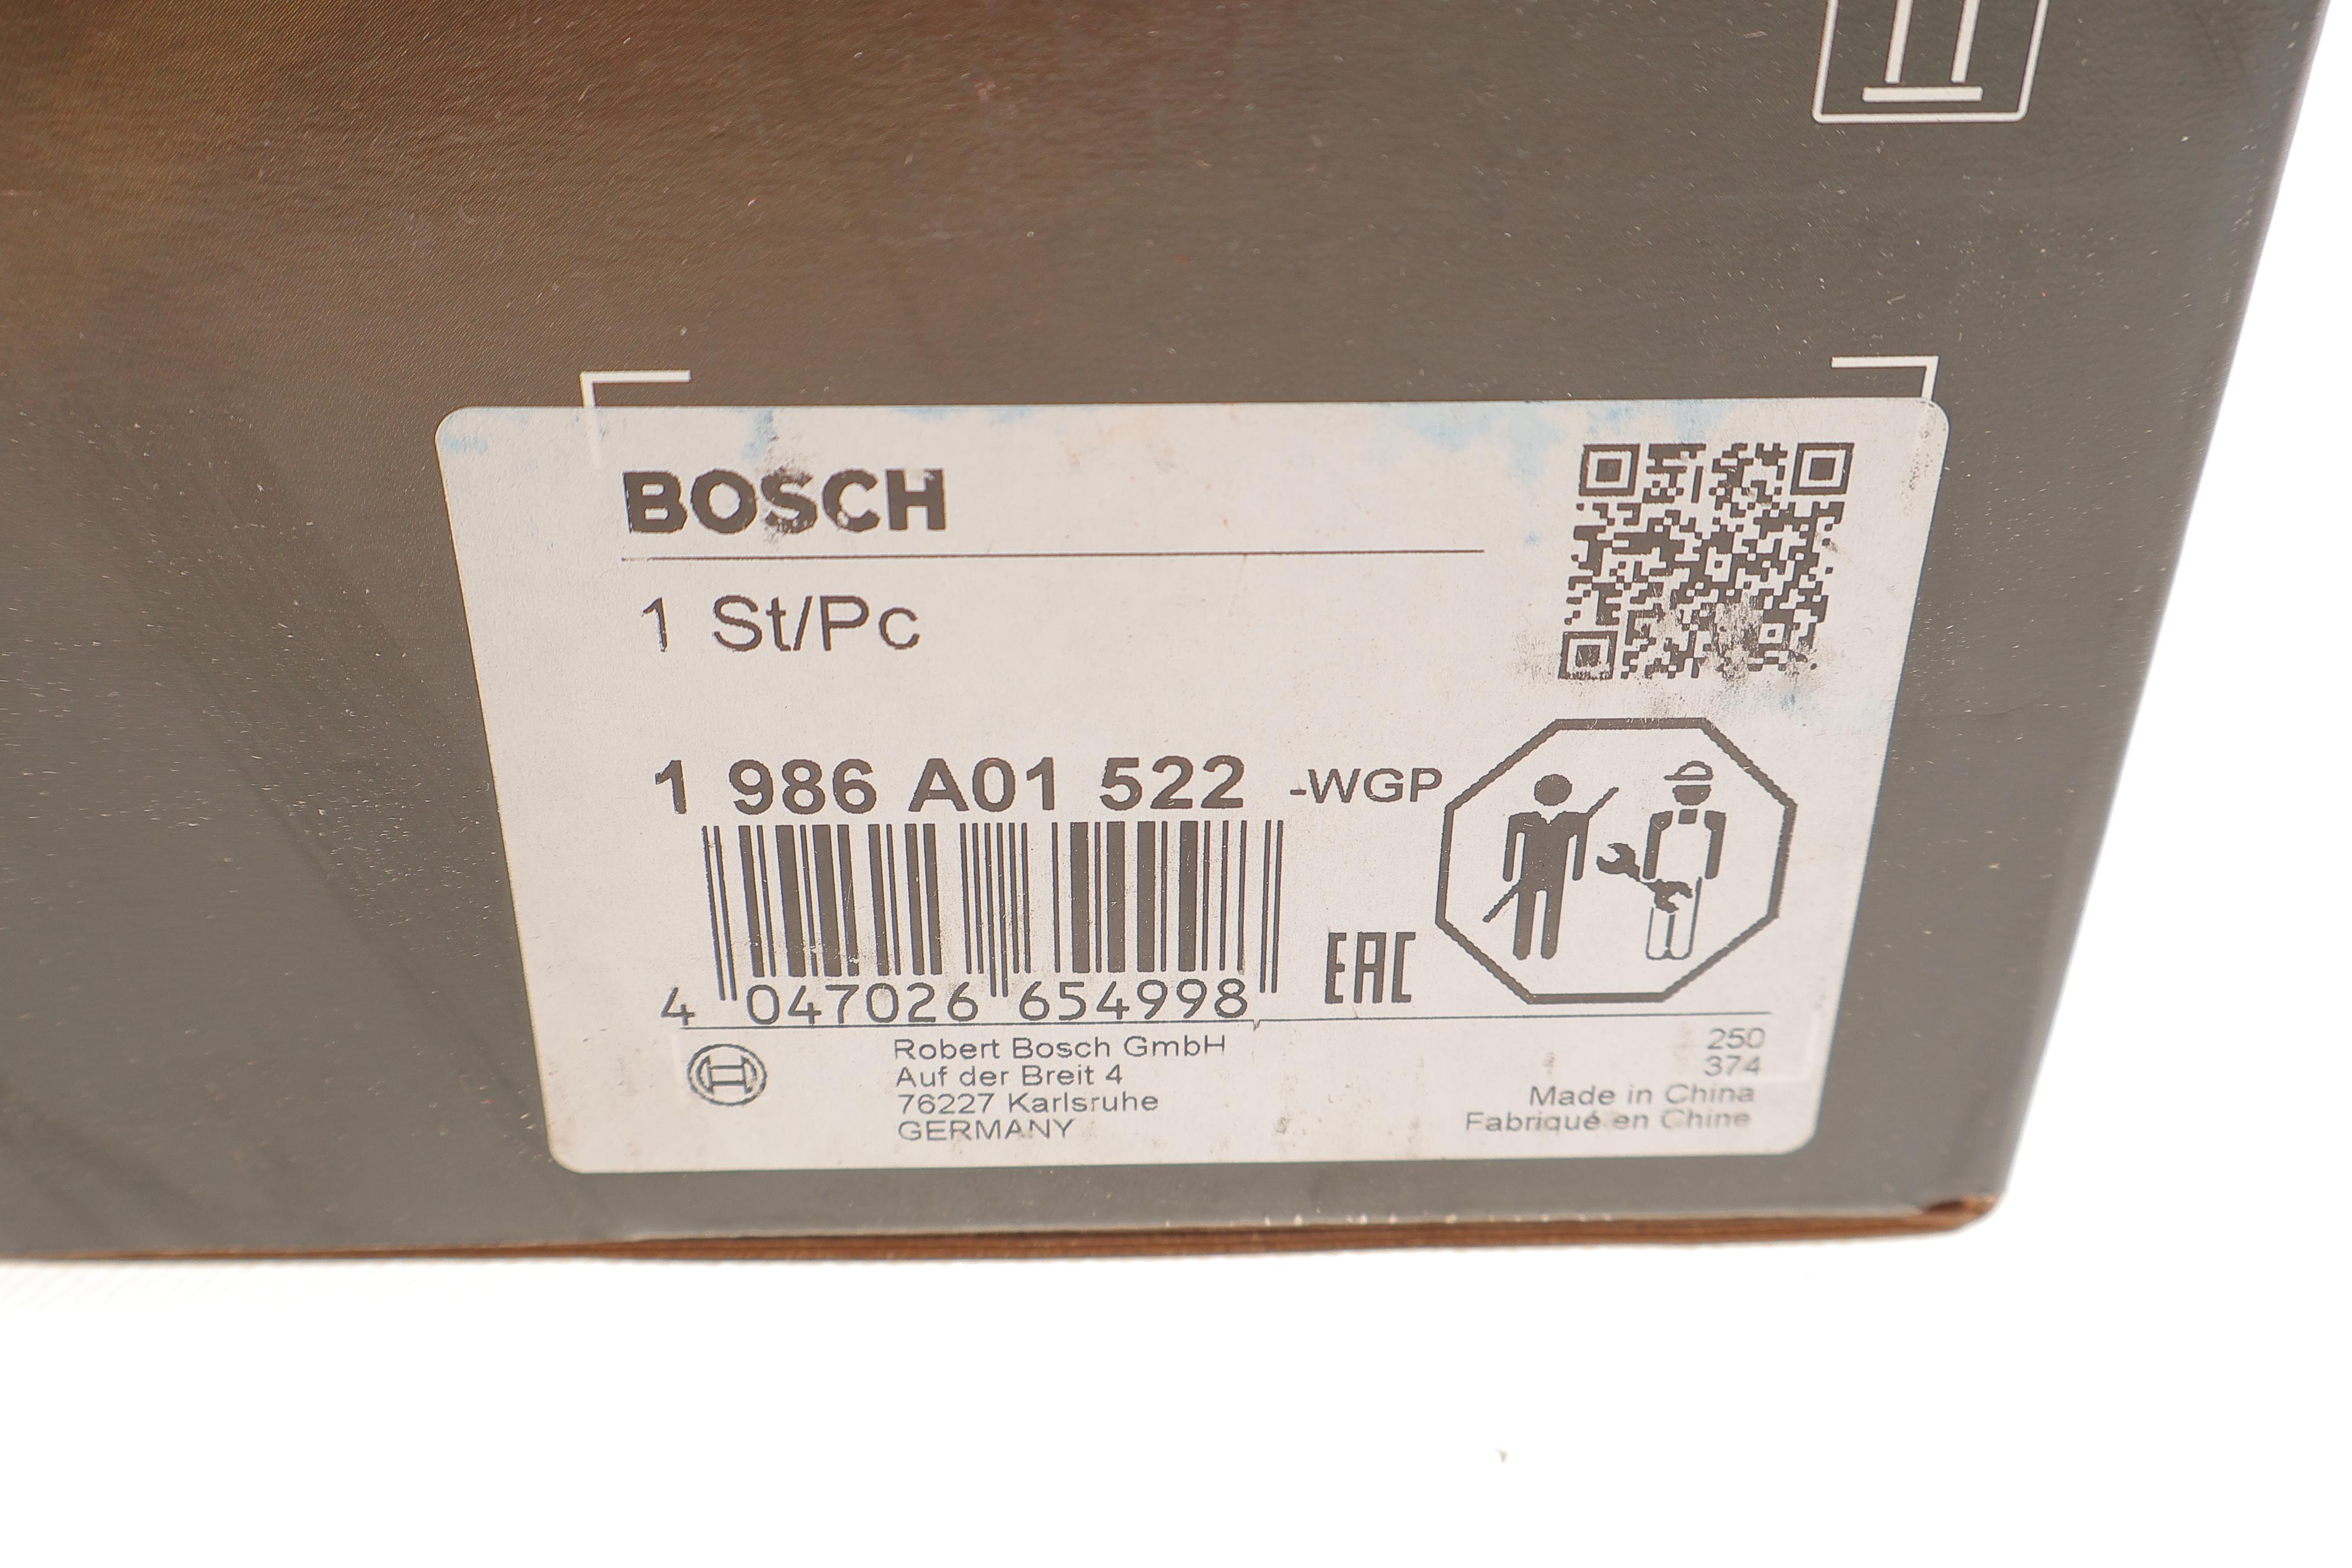 BOSCH
1 St/Pc
1 986 A01 522 -WGP
4 047026 654998
EAC
Robert Bosch GmbH
Auf der Breit 4
76227 Karlsruhe
GERMANY
250
374
Made in China
Fabriqué en Chine